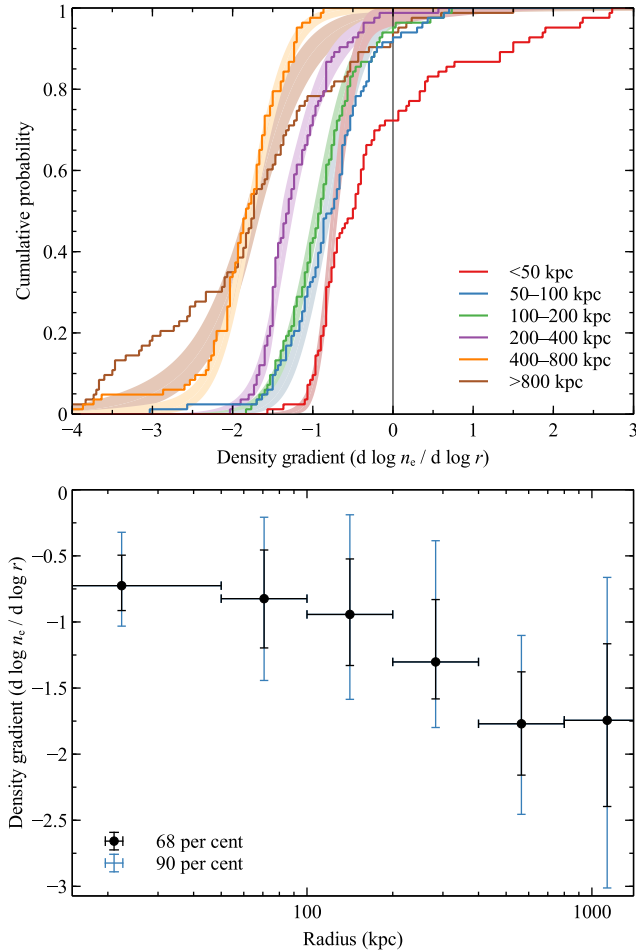 1
0.8
0.6
0.4
0.2
0
Cumulative probability
<50 kpc
50–100 kpc
100–200 kpc
200–400 kpc
400–800 kpc
>800 kpc
−4 −3 −2 −1 0 1 2 3
Density gradient (d log nₑ / d log r)
0
−0.5
−1
−1.5
−2
−2.5
−3
Density gradient (d log nₑ / d log r)
68 per cent
90 per cent
100 1000
Radius (kpc)